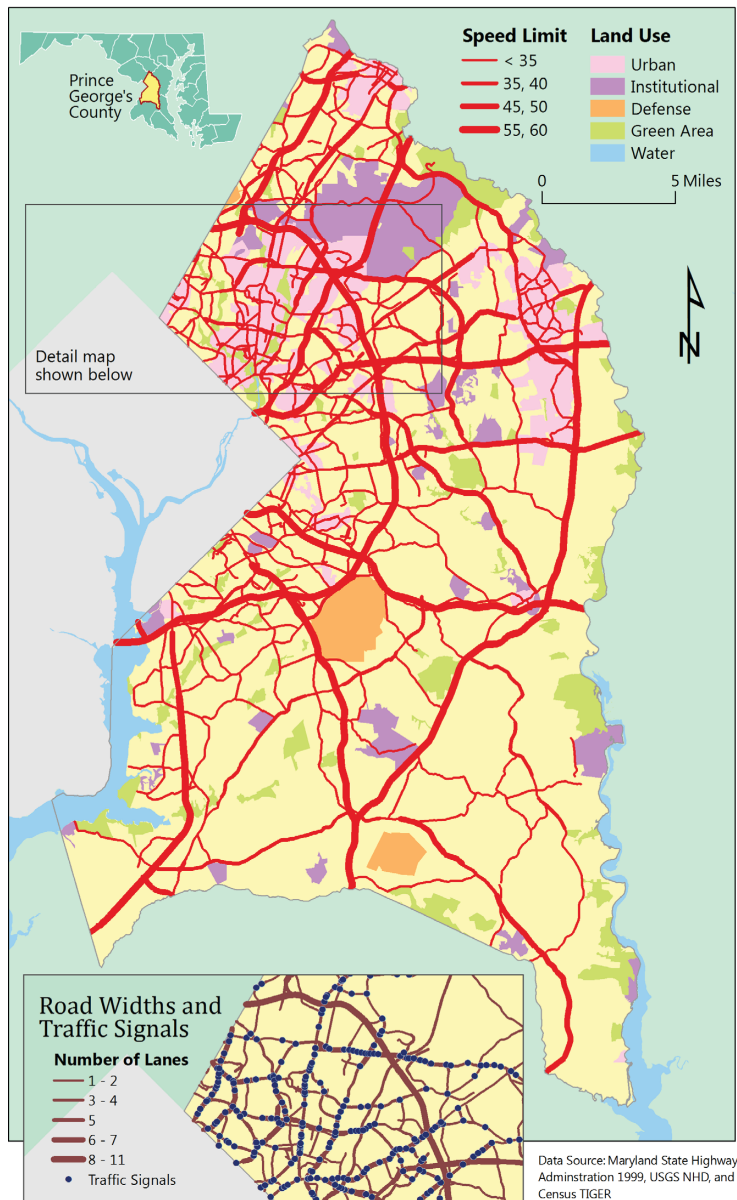 Prince
George's
County
Speed Limit
< 35
35, 40
45, 50
55, 60
Land Use
Urban
Institutional
Defense
Green Area
Water
0
5 Miles
N
Detail map
shown below
Road Widths and
Traffic Signals
Number of Lanes
1 - 2
3 - 4
5
6 - 7
8 - 11
Traffic Signals
Data Source: Maryland State Highway
Adminstration 1999, USGS NHD, and
Census TIGER